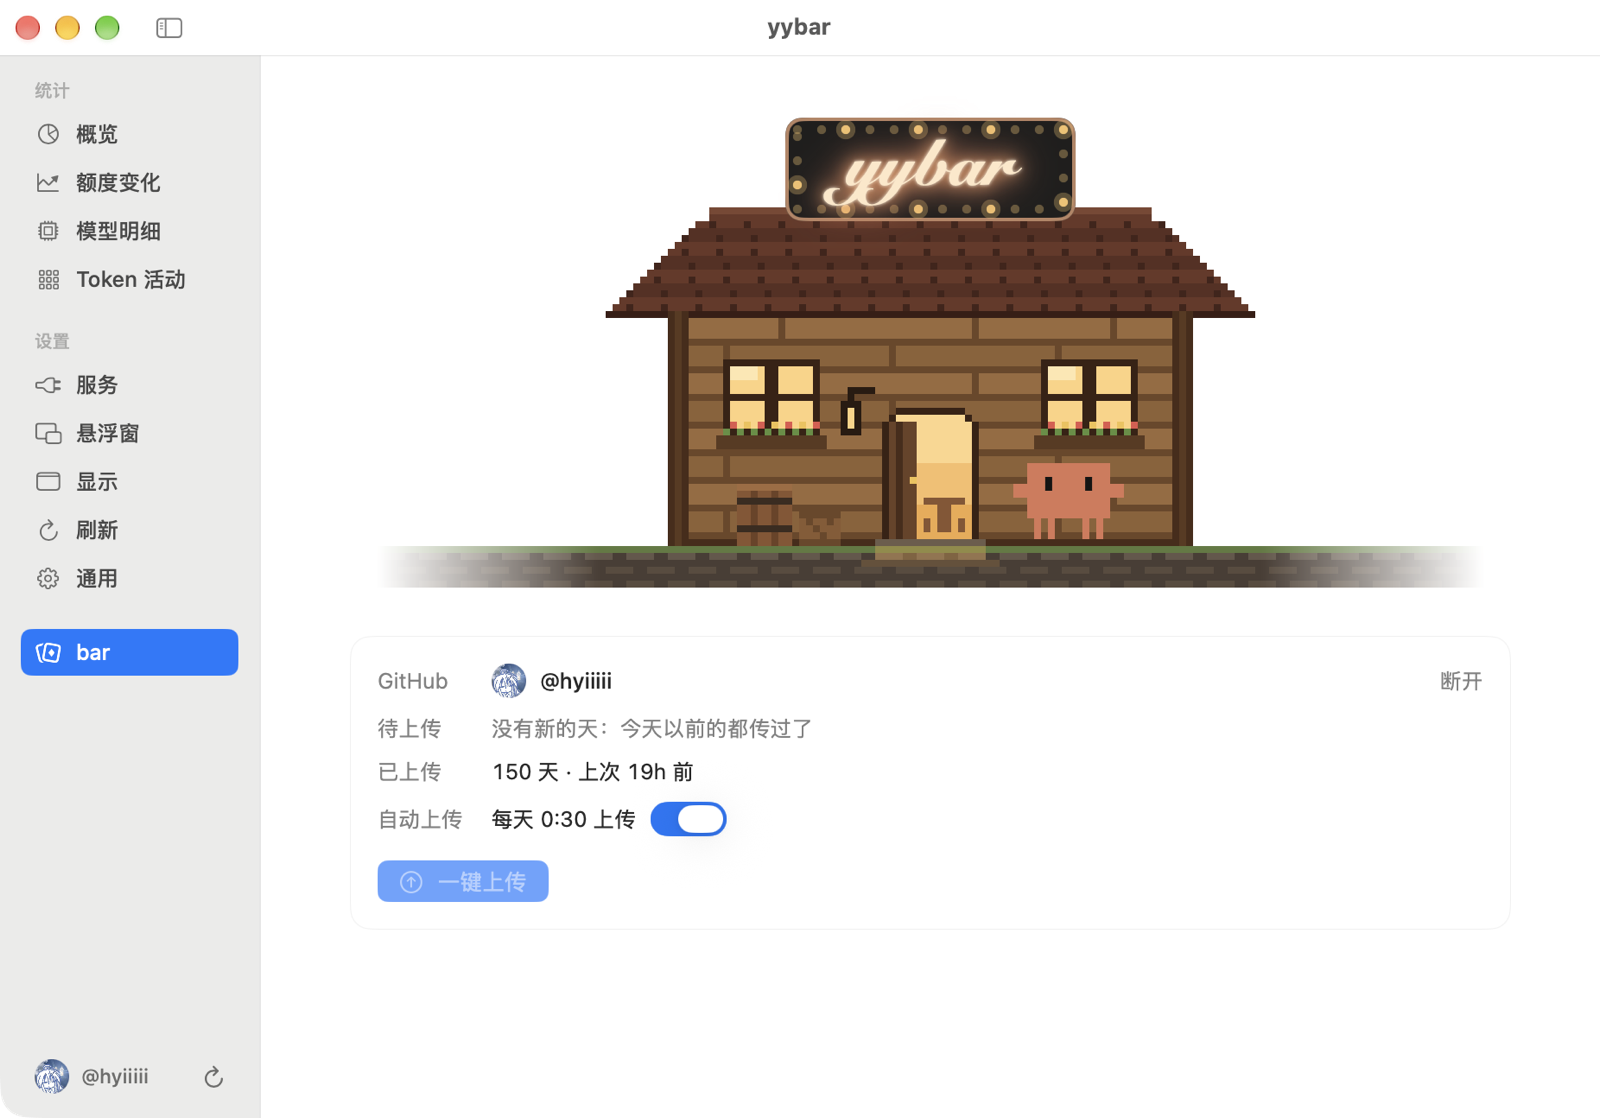 yybar
统计
概览
额度变化
模型明细
Token 活动
设置
服务
悬浮窗
显示
刷新
通用
bar
@hyiiiii
yybar
GitHub @hyiiiii 断开
待上传 没有新的天：今天以前的都传过了
已上传 150 天 · 上次 19h 前
自动上传 每天 0:30 上传
一键上传